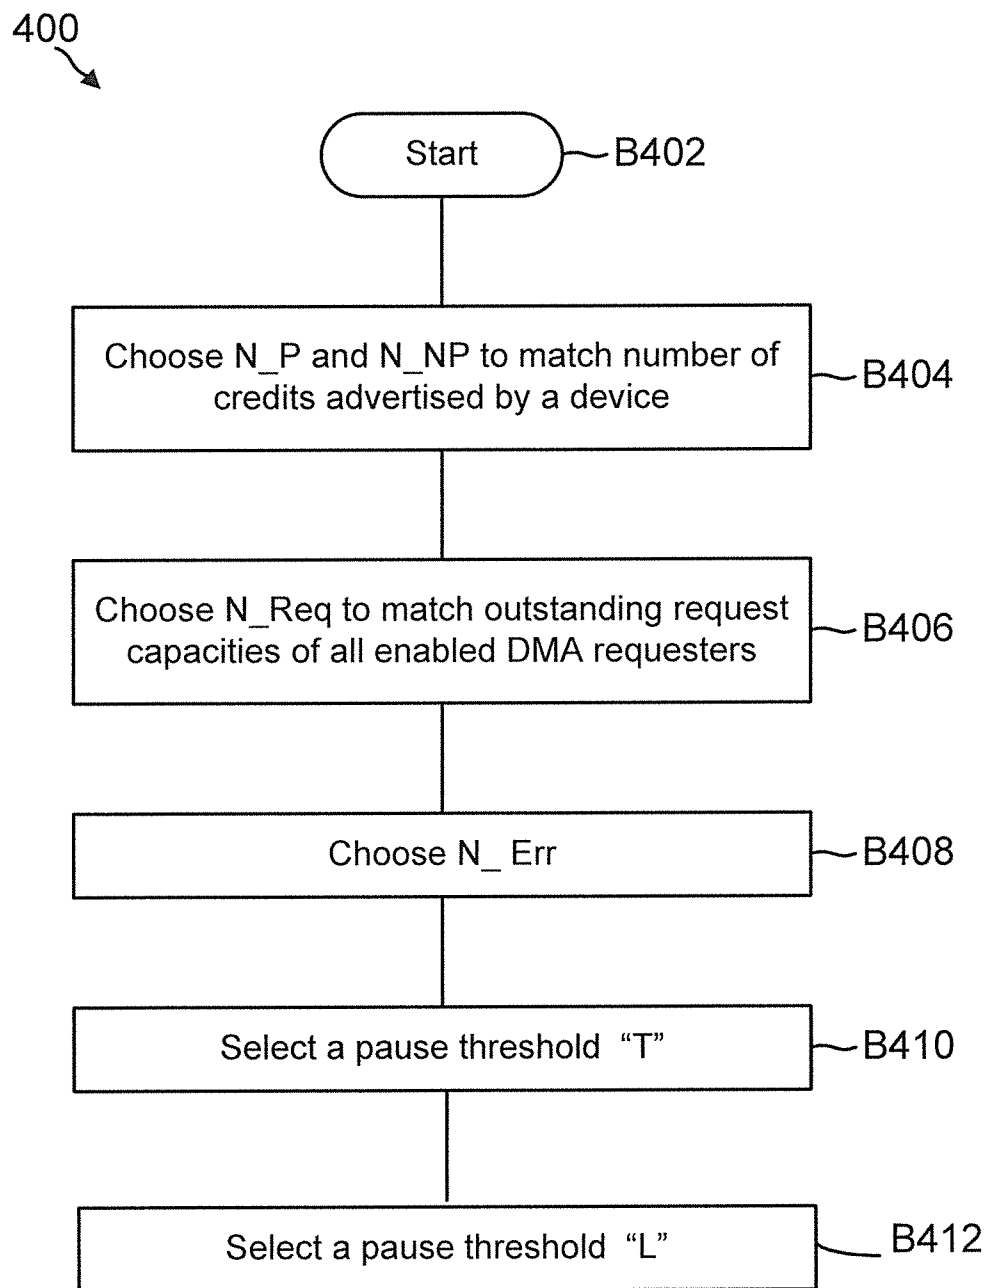 400
Start
B402
Choose N_P and N_NP to match number of
credits advertised by a device
B404
Choose N_Req to match outstanding request
capacities of all enabled DMA requesters
B406
Choose N_ Err
B408
Select a pause threshold “T”
B410
Select a pause threshold “L”
B412